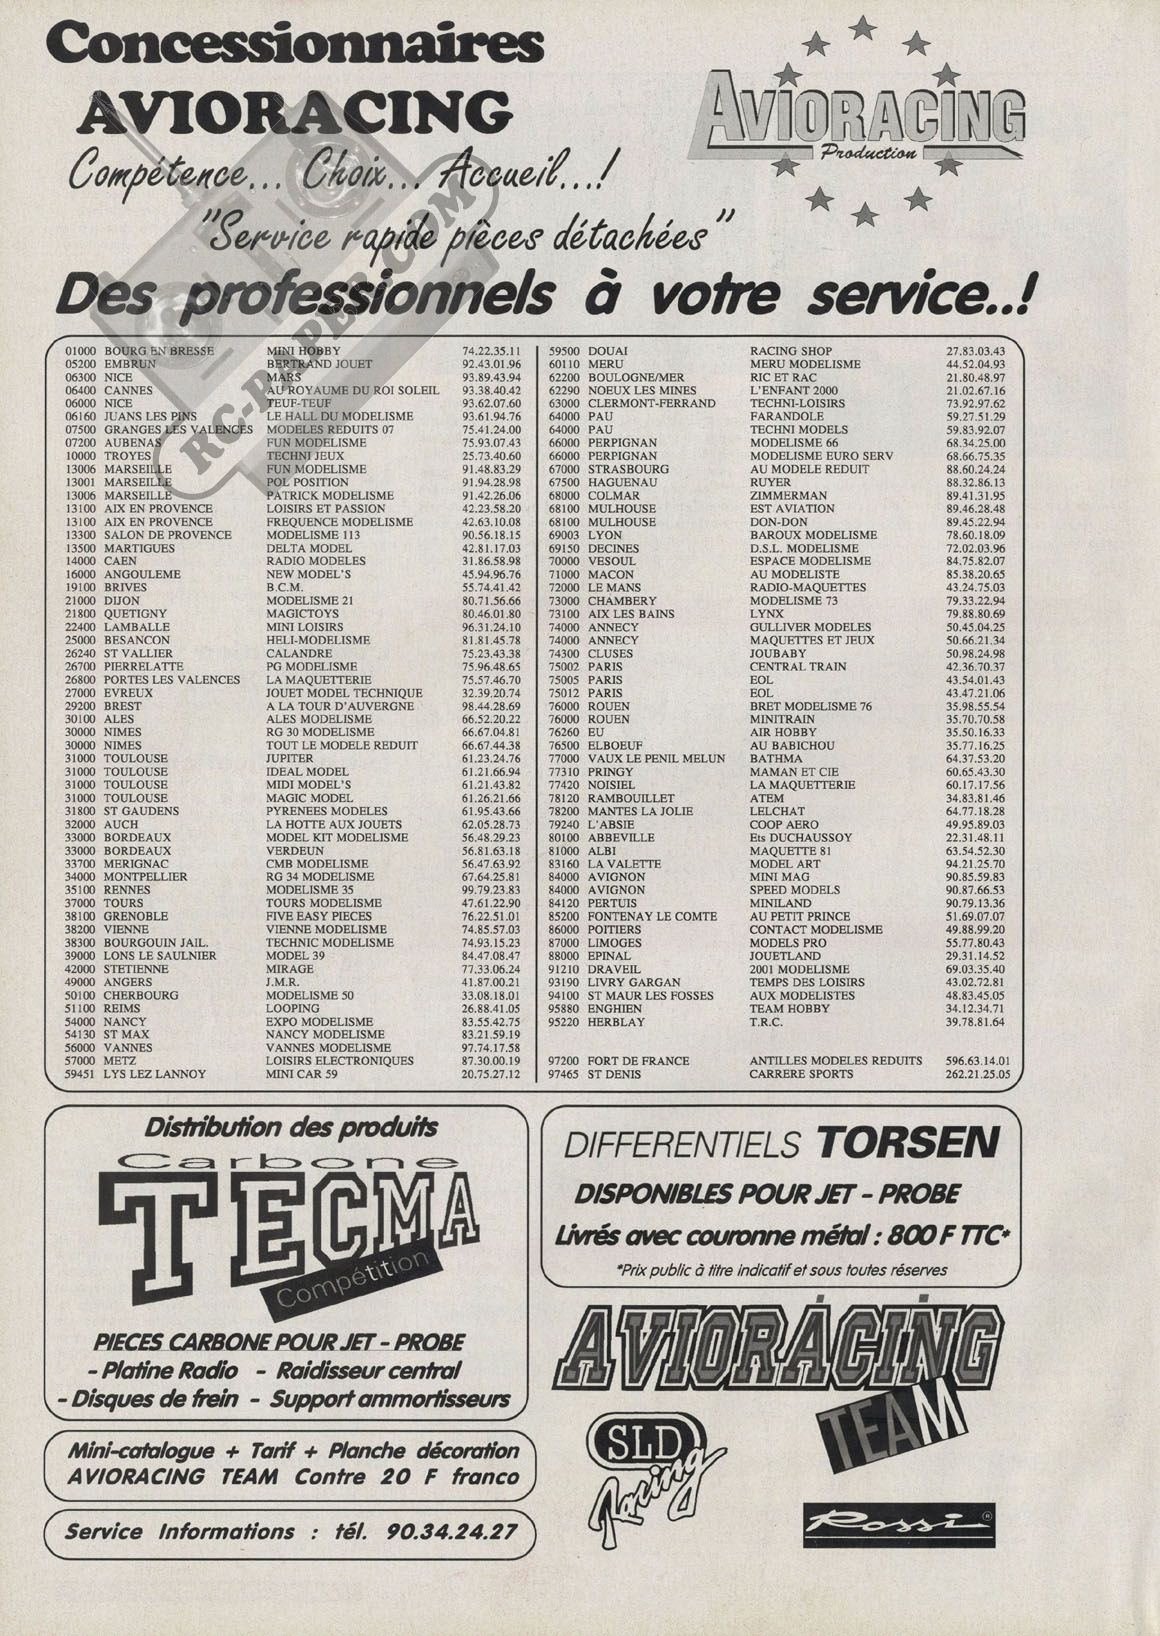 Concessionnaires
AVIORACING
Compétence... Choix... Accueil...!
"Service rapide pièces détachées"
AVIORACING
Production
Des professionnels à votre service..!
RC-PAPER.COM
01000 BOURG EN BRESSE MINI HOBBY 74.22.35.11
05200 EMBRUN BERTRAND JOUET 92.43.01.96
06300 NICE MARS 93.89.43.94
06400 CANNES AU ROYAUME DU ROI SOLEIL 93.38.40.42
06000 NICE TEUF-TEUF 93.62.07.60
06160 JUANS LES PINS LE HALL DU MODELISME 93.61.94.76
07500 GRANGES LES VALENCES MODELES REDUITS 07 75.41.24.00
07200 AUBENAS FUN MODELISME 75.93.07.43
10000 TROYES TECHNI JEUX 25.73.40.60
13006 MARSEILLE FUN MODELISME 91.48.83.29
13001 MARSEILLE POL POSITION 91.94.28.98
13006 MARSEILLE PATRICK MODELISME 91.42.26.06
13100 AIX EN PROVENCE LOISIRS ET PASSION 42.23.58.20
13100 AIX EN PROVENCE FREQUENCE MODELISME 42.63.10.08
13300 SALON DE PROVENCE MODELISME 113 90.56.18.15
13500 MARTIGUES DELTA MODEL 42.81.17.03
14000 CAEN RADIO MODELES 31.86.58.98
16000 ANGOULEME NEW MODEL'S 45.94.96.76
19100 BRIVES B.C.M. 55.74.41.42
21000 DIJON MODELISME 21 80.71.56.66
21800 QUETIGNY MAGICTOYS 80.46.01.80
22400 LAMBALLE MINI LOISIRS 96.31.24.10
25000 BESANCON HELI-MODELISME 81.81.45.78
26240 ST VALLIER CALANDRE 75.23.43.38
26700 PIERRELATTE PG MODELISME 75.96.48.65
26800 PORTES LES VALENCES LA MAQUETTERIE 75.57.46.70
27000 EVREUX JOUET MODEL TECHNIQUE 32.39.20.74
29200 BREST A LA TOUR D'AUVERGNE 98.44.28.69
30100 ALES ALES MODELISME 66.52.20.22
30000 NIMES RG 30 MODELISME 66.67.04.81
30000 NIMES TOUT LE MODELE REDUIT 66.67.44.38
31000 TOULOUSE JUPITER 61.23.24.76
31000 TOULOUSE IDEAL MODEL 61.21.66.94
31000 TOULOUSE MIDI MODEL'S 61.21.43.82
31000 TOULOUSE MAGIC MODEL 61.26.21.66
31800 ST GAUDENS PYRENEES MODELES 61.95.43.66
32000 AUCH LA HOTTE AUX JOUETS 62.05.28.73
33000 BORDEAUX MODEL KIT MODELISME 56.48.29.23
33000 BORDEAUX VERDEUN 56.81.63.18
33700 MERIGNAC CMB MODELISME 56.47.63.92
34000 MONTPELLIER RG 34 MODELISME 67.64.25.81
35100 RENNES MODELISME 35 99.79.23.83
37000 TOURS TOURS MODELISME 47.61.22.90
38100 GRENOBLE FIVE EASY PIECES 76.22.51.01
38200 VIENNE VIENNE MODELISME 74.85.57.03
38300 BOURGOUIN JAIL. TECHNIC MODELISME 74.93.15.23
39000 LONS LE SAULNIER MODEL 39 84.47.08.47
42000 STETIENNE MIRAGE 77.33.06.24
49000 ANGERS J.M.R. 41.87.00.21
50100 CHERBOURG MODELISME 50 33.08.18.01
51100 REIMS LOOPING 26.88.41.05
54000 NANCY EXPO MODELISME 83.55.42.75
54130 ST MAX NANCY MODELISME 83.21.59.19
56000 VANNES VANNES MODELISME 97.74.17.58
57000 METZ LOISIRS ELECTRONIQUES 87.30.00.19
59451 LYS LEZ LANNOY MINI CAR 59 20.75.27.12
59500 DOUAI RACING SHOP 27.83.03.43
60110 MERU MERU MODELISME 44.52.04.93
62200 BOULOGNE/MER RIC ET RAC 21.80.48.97
62290 NOEUX LES MINES L'ENFANT 2000 21.02.67.16
63000 CLERMONT-FERRAND TECHNI-LOISIRS 73.92.97.62
64000 PAU FARANDOLE 59.27.51.29
64000 PAU TECHNI MODELS 59.83.92.07
66000 PERPIGNAN MODELISME 66 68.34.25.00
66000 PERPIGNAN MODELISME EURO SERV 68.66.75.35
67000 STRASBOURG AU MODELE REDUIT 88.60.24.24
67500 HAGUENAU RUYER 88.32.86.13
68000 COLMAR ZIMMERMAN 89.41.31.95
68100 MULHOUSE EST AVIATION 89.46.28.48
68100 MULHOUSE DON-DON 89.45.22.94
69003 LYON BAROUX MODELISME 78.60.18.09
69150 DECINES D.S.L. MODELISME 72.02.03.96
70000 VESOUL ESPACE MODELISME 84.75.82.07
71000 MACON AU MODELISTE 85.38.20.65
72000 LE MANS RADIO-MAQUETTES 43.24.75.03
73000 CHAMBERY MODELISME 73 79.33.22.94
73100 AIX LES BAINS LYNX 79.88.80.69
74000 ANNECY GULLIVER MODELES 50.45.04.25
74000 ANNECY MAQUETTES ET JEUX 50.66.21.34
74300 CLUSES JOUBABY 50.98.24.98
75002 PARIS CENTRAL TRAIN 42.36.70.37
75005 PARIS EOL 43.54.01.43
75012 PARIS EOL 43.47.21.06
76000 ROUEN BRET MODELISME 76 35.98.55.54
76000 ROUEN MINITRAIN 35.70.70.58
76260 EU AIR HOBBY 35.50.16.33
76500 ELBOEUF AU BABICHOU 35.77.16.25
77000 VAUX LE PENIL MELUN BATHMA 64.37.53.20
77310 PRINGY MAMAN ET CIE 60.65.43.30
77420 NOISIEL LA MAQUETTERIE 60.17.17.56
78120 RAMBOUILLET ATEM 34.83.81.46
78200 MANTES LA JOLIE LELCHAT 64.77.18.28
79240 L'ABSIE COOP AERO 49.95.89.03
80100 ABBEVILLE Ets DUCHAUSSOY 22.31.48.11
81000 ALBI MAQUETTE 81 63.54.52.30
83160 LA VALETTE MODEL ART 94.21.25.70
84000 AVIGNON MINI MAG 90.85.59.83
84000 AVIGNON SPEED MODELS 90.87.66.53
84120 PERTUIS MINILAND 90.79.13.36
85200 FONTENAY LE COMTE AU PETIT PRINCE 51.69.07.07
86000 POITIERS CONTACT MODELISME 49.88.99.20
87000 LIMOGES MODELS PRO 55.77.80.43
88000 EPINAL JOUETLAND 29.31.14.52
91210 DRAVEIL 2001 MODELISME 69.03.35.40
93190 LIVRY GARGAN TEMPS DES LOISIRS 43.02.72.81
94100 ST MAUR LES FOSSES AUX MODELISTES 48.83.45.05
95880 ENGHIEN TEAM HOBBY 34.12.34.71
95220 HERBLAY T.R.C. 39.78.81.64
97200 FORT DE FRANCE ANTILLES MODELES REDUITS 596.63.14.01
97465 ST DENIS CARRERE SPORTS 262.21.25.05
Distribution des produits
Carbone
TECMA
Compétition
PIECES CARBONE POUR JET - PROBE
- Platine Radio - Raidisseur central
- Disques de frein - Support ammortisseurs
Mini-catalogue + Tarif + Planche décoration
AVIORACING TEAM Contre 20 F franco
Service Informations : tél. 90.34.24.27
DIFFERENTIELS TORSEN
DISPONIBLES POUR JET - PROBE
Livrés avec couronne métal : 800 F TTC*
*Prix public à titre indicatif et sous toutes réserves
AVIORACING
TEAM
SLD
Racing
Rossi ®